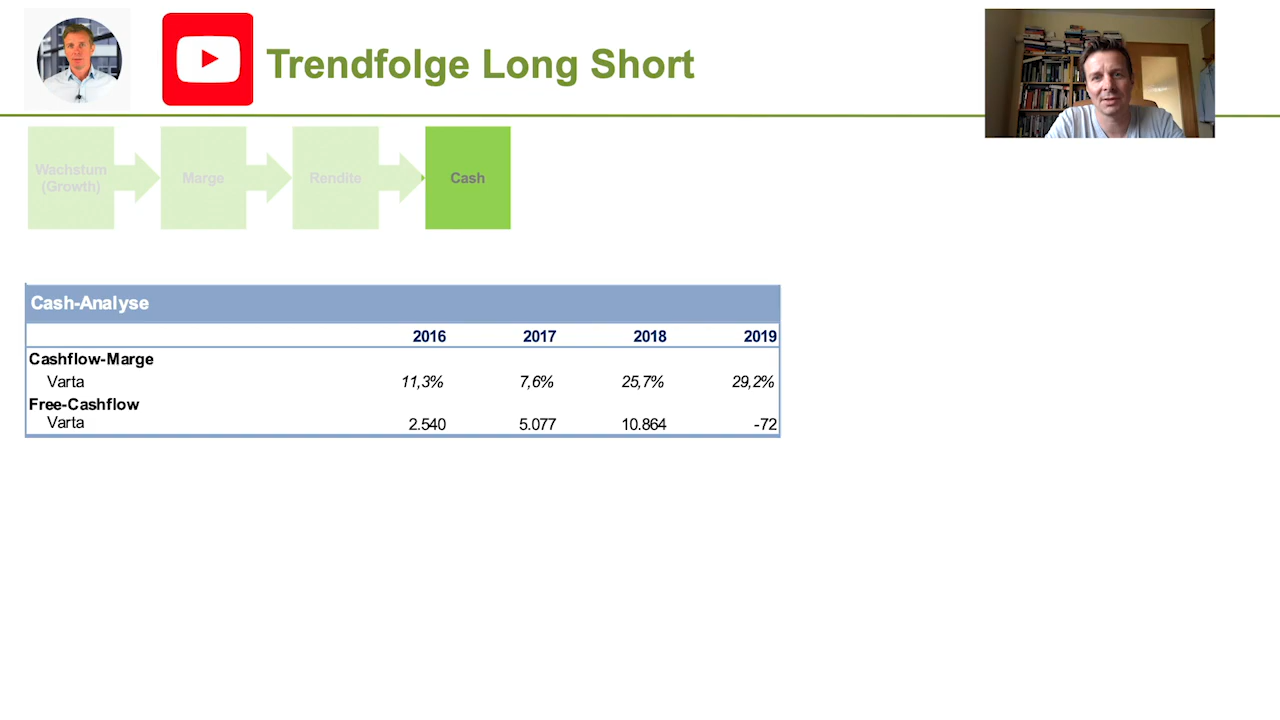 Trendfolge Long Short
Wachstum
(Growth)
Marge
Rendite
Cash
Cash-Analyse
2016 2017 2018 2019
Cashflow-Marge
Varta 11,3% 7,6% 25,7% 29,2%
Free-Cashflow
Varta 2.540 5.077 10.864 -72